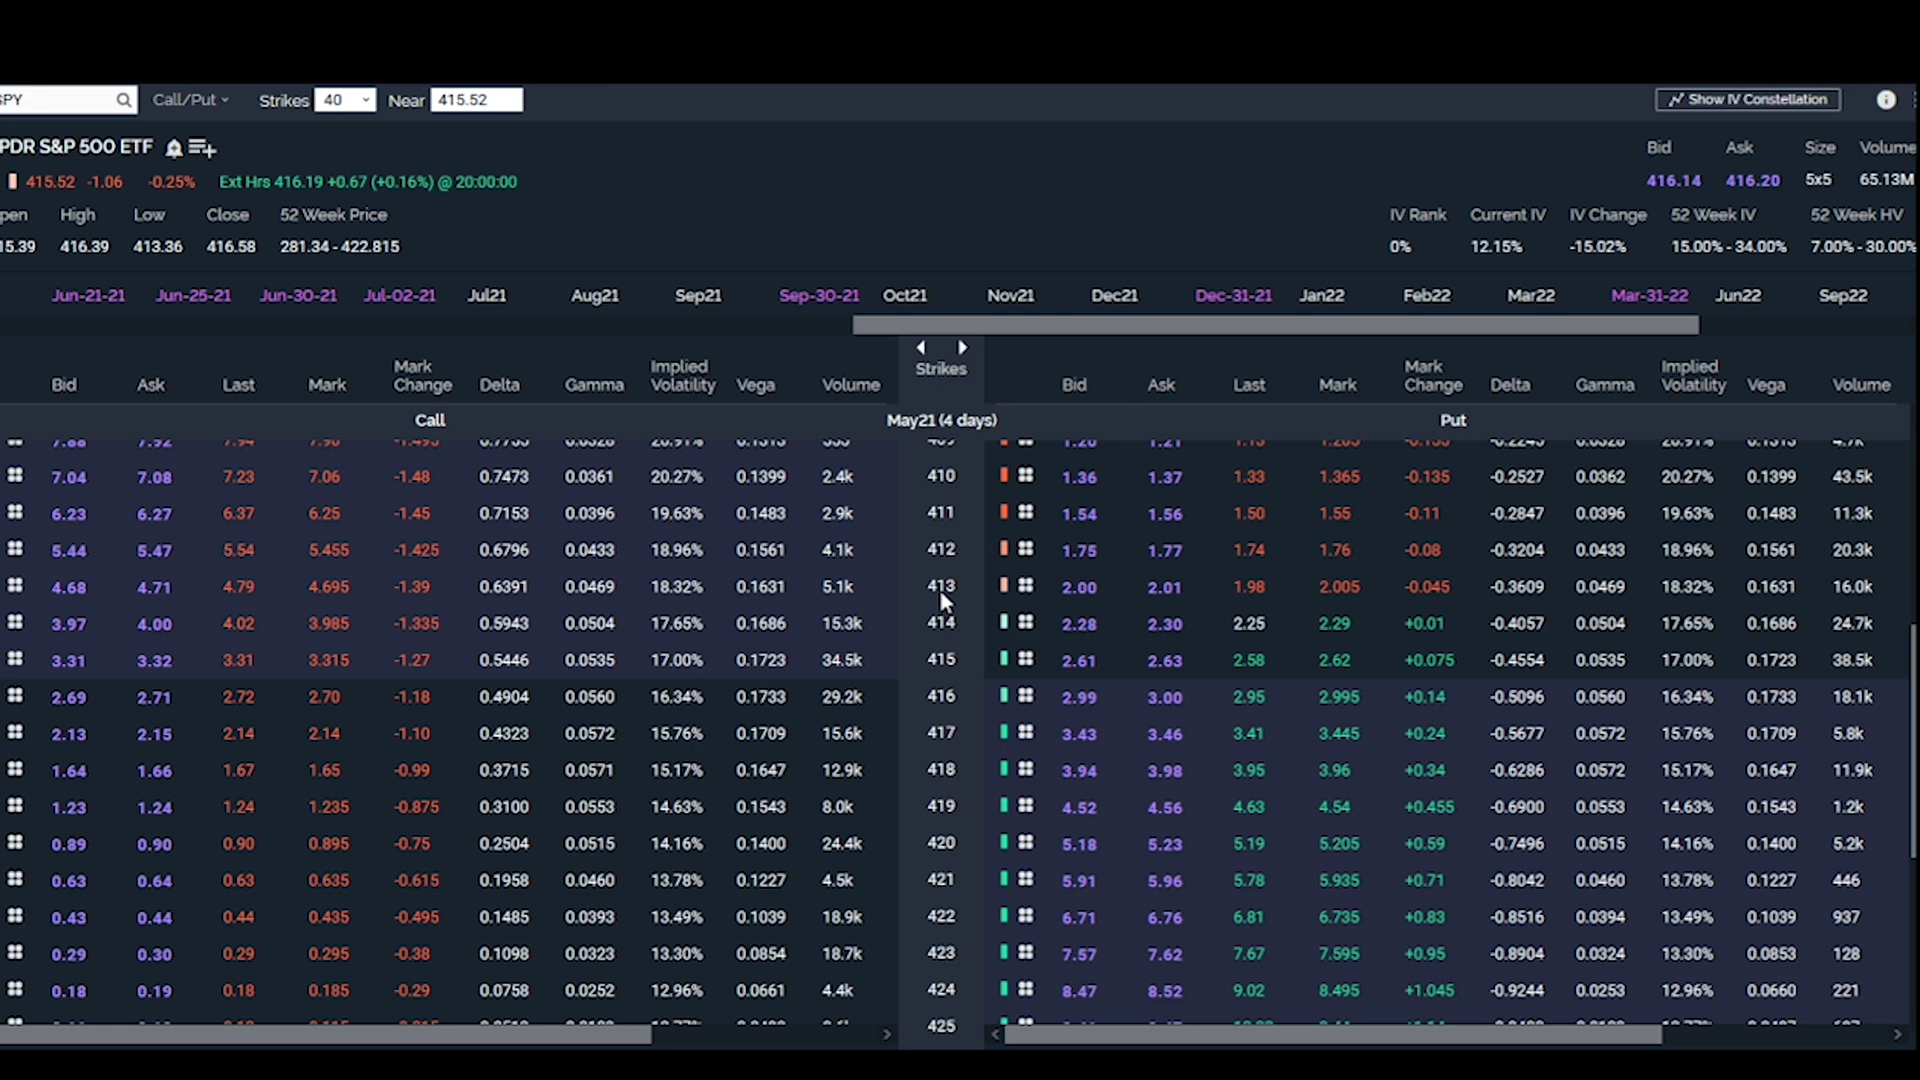 SPY Call/Put Strikes 40 Near 415.52 Show IV Constellation
PDR S&P 500 ETF Bid Ask Size Volume
415.52 -1.06 -0.25% Ext Hrs 416.19 +0.67 (+0.16%) @ 20:00:00 416.14 416.20 5x5 65.13M
pen High Low Close 52 Week Price IV Rank Current IV IV Change 52 Week IV 52 Week HV
15.39 416.39 413.36 416.58 281.34 - 422.815 0% 12.15% -15.02% 15.00% - 34.00% 7.00% - 30.00%
Jun-21-21 Jun-25-21 Jun-30-21 Jul-02-21 Jul21 Aug21 Sep21 Sep-30-21 Oct21 Nov21 Dec21 Dec-31-21 Jan22 Feb22 Mar22 Mar-31-22 Jun22 Sep22
Bid Ask Last Mark Mark Change Delta Gamma Implied Volatility Vega Volume Strikes Bid Ask Last Mark Mark Change Delta Gamma Implied Volatility Vega Volume
Call May21 (4 days) Put
7.04 7.08 7.23 7.06 -1.48 0.7473 0.0361 20.27% 0.1399 2.4k 410 1.36 1.37 1.33 1.365 -0.135 -0.2527 0.0362 20.27% 0.1399 43.5k
6.23 6.27 6.37 6.25 -1.45 0.7153 0.0396 19.63% 0.1483 2.9k 411 1.54 1.56 1.50 1.55 -0.11 -0.2847 0.0396 19.63% 0.1483 11.3k
5.44 5.47 5.54 5.455 -1.425 0.6796 0.0433 18.96% 0.1561 4.1k 412 1.75 1.77 1.74 1.76 -0.08 -0.3204 0.0433 18.96% 0.1561 20.3k
4.68 4.71 4.79 4.695 -1.39 0.6391 0.0469 18.32% 0.1631 5.1k 413 2.00 2.01 1.98 2.005 -0.045 -0.3609 0.0469 18.32% 0.1631 16.0k
3.97 4.00 4.02 3.985 -1.335 0.5943 0.0504 17.65% 0.1686 15.3k 414 2.28 2.30 2.25 2.29 +0.01 -0.4057 0.0504 17.65% 0.1686 24.7k
3.31 3.32 3.31 3.315 -1.27 0.5446 0.0535 17.00% 0.1723 34.5k 415 2.61 2.63 2.58 2.62 +0.075 -0.4554 0.0535 17.00% 0.1723 38.5k
2.69 2.71 2.72 2.70 -1.18 0.4904 0.0560 16.34% 0.1733 29.2k 416 2.99 3.00 2.95 2.995 +0.14 -0.5096 0.0560 16.34% 0.1733 18.1k
2.13 2.15 2.14 2.14 -1.10 0.4323 0.0572 15.76% 0.1709 15.6k 417 3.43 3.46 3.41 3.445 +0.24 -0.5677 0.0572 15.76% 0.1709 5.8k
1.64 1.66 1.67 1.65 -0.99 0.3715 0.0571 15.17% 0.1647 12.9k 418 3.94 3.98 3.95 3.96 +0.34 -0.6286 0.0572 15.17% 0.1647 11.9k
1.23 1.24 1.24 1.235 -0.875 0.3100 0.0553 14.63% 0.1543 8.0k 419 4.52 4.56 4.63 4.54 +0.455 -0.6900 0.0553 14.63% 0.1543 1.2k
0.89 0.90 0.90 0.895 -0.75 0.2504 0.0515 14.16% 0.1400 24.4k 420 5.18 5.23 5.19 5.205 +0.59 -0.7496 0.0515 14.16% 0.1400 5.2k
0.63 0.64 0.63 0.635 -0.615 0.1958 0.0460 13.78% 0.1227 4.5k 421 5.91 5.96 5.78 5.935 +0.71 -0.8042 0.0460 13.78% 0.1227 446
0.43 0.44 0.44 0.435 -0.495 0.1485 0.0393 13.49% 0.1039 18.9k 422 6.71 6.76 6.81 6.735 +0.83 -0.8516 0.0394 13.49% 0.1039 937
0.29 0.30 0.29 0.295 -0.38 0.1098 0.0323 13.30% 0.0854 18.7k 423 7.57 7.62 7.67 7.595 +0.95 -0.8904 0.0324 13.30% 0.0853 128
0.18 0.19 0.18 0.185 -0.29 0.0758 0.0252 12.96% 0.0661 4.4k 424 8.47 8.52 9.02 8.495 +1.045 -0.9244 0.0253 12.96% 0.0660 221
425